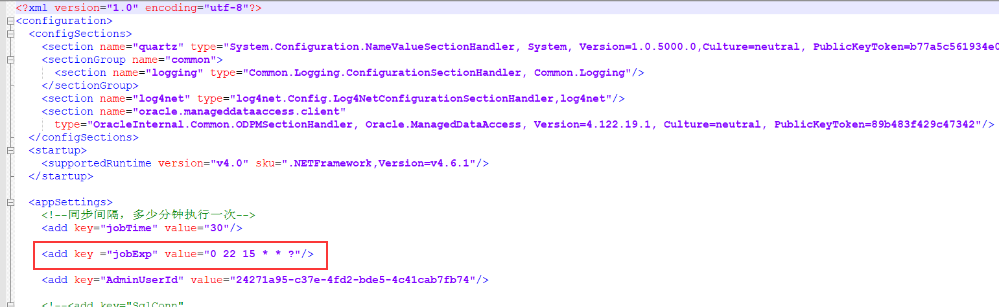 <?xml version="1.0" encoding="utf-8"?>
<configuration>
<configSections>
<section name="quartz" type="System.Configuration.NameValueSectionHandler, System, Version=1.0.5000.0,Culture=neutral, PublicKeyToken=b77a5c561934e0
<sectionGroup name="common">
<section name="logging" type="Common.Logging.ConfigurationSectionHandler, Common.Logging"/>
</sectionGroup>
<section name="log4net" type="log4net.Config.Log4NetConfigurationSectionHandler,log4net"/>
<section name="oracle.manageddataaccess.client"
type="OracleInternal.Common.ODPMSectionHandler, Oracle.ManagedDataAccess, Version=4.122.19.1, Culture=neutral, PublicKeyToken=89b483f429c47342"/>
</configSections>
<startup>
<supportedRuntime version="v4.0" sku=".NETFramework,Version=v4.6.1"/>
</startup>
<appSettings>
<!--同步间隔，多少分钟执行一次-->
<add key="jobTime" value="30"/>
<add key ="jobExp" value="0 22 15 * * ?"/>
<add key="AdminUserId" value="24271a95-c37e-4fd2-bde5-4c41cab7fb74"/>
<!--<add key="SqlConn"